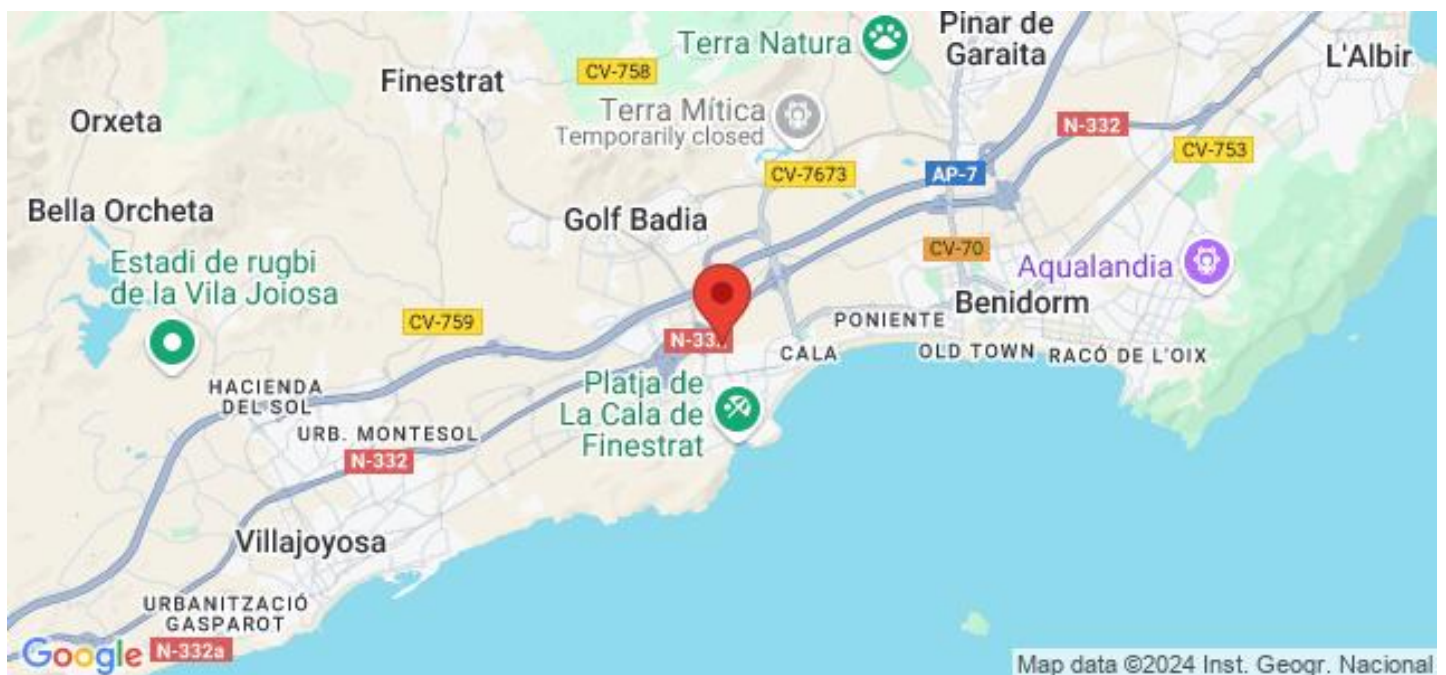 Terra Natura
Pinar de
Garaita
L'Albir
Finestrat
CV-758
Orxeta
Terra Mítica
Temporarily closed
N-332
CV-753
CV-7673
AP-7
Bella Orcheta
Golf Badia
CV-70
Estadi de rugbi
de la Vila Joiosa
Aqualandia
Benidorm
CV-759
PONIENTE
CALA
OLD TOWN
RACÓ DE L'OIX
HACIENDA
DEL SOL
Platja de
La Cala de
Finestrat
URB. MONTESOL
N-332
Villajoyosa
URBANITZACIÓ
GASPAROT
N-332a
Google
Map data ©2024 Inst. Geogr. Nacional